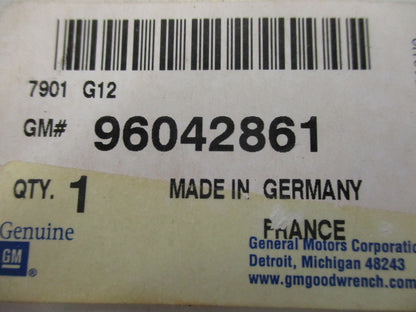 7901 G12
GM# 96042861
QTY. 1 MADE IN GERMANY
FRANCE
Genuine
GM ®
General Motors Corporatio
Detroit, Michigan 48243
www.gmgoodwrench.com